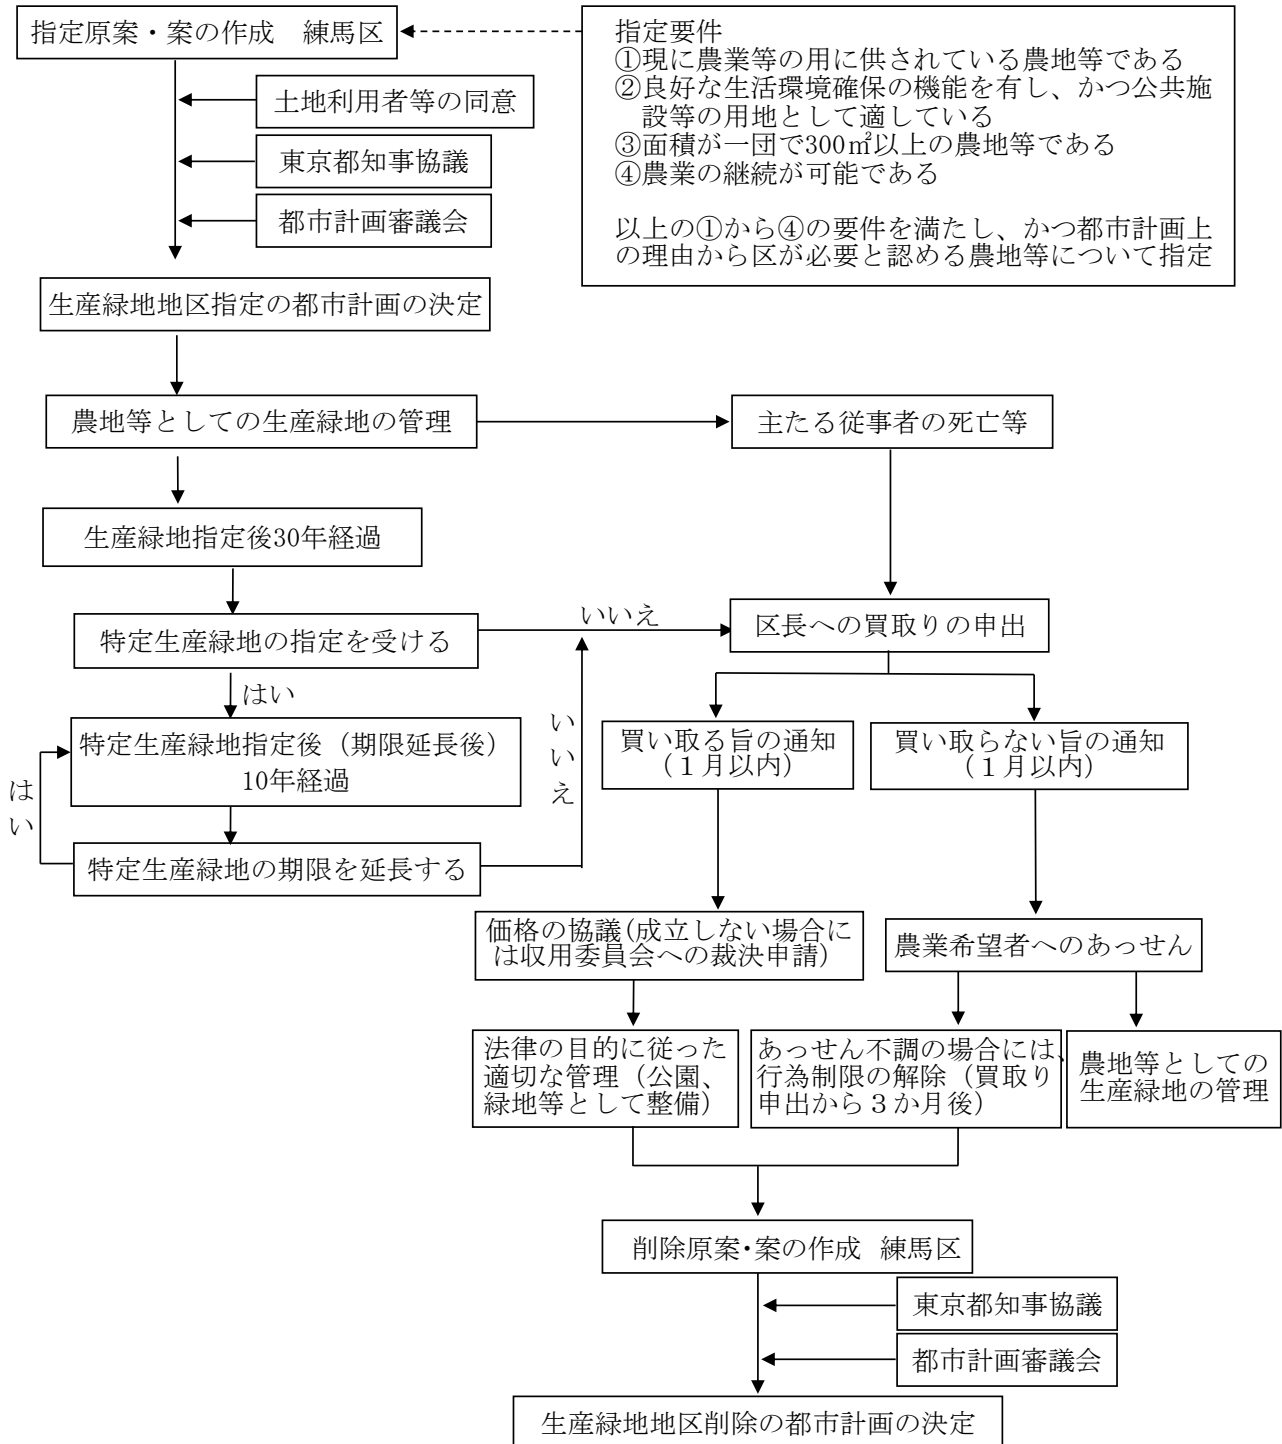 指定原案・案の作成　練馬区
指定要件
①現に農業等の用に供されている農地等である
②良好な生活環境確保の機能を有し、かつ公共施
設等の用地として適している
③面積が一団で300㎡以上の農地等である
④農業の継続が可能である
以上の①から④の要件を満たし、かつ都市計画上
の理由から区が必要と認める農地等について指定
土地利用者等の同意
東京都知事協議
都市計画審議会
生産緑地地区指定の都市計画の決定
農地等としての生産緑地の管理
主たる従事者の死亡等
生産緑地指定後30年経過
特定生産緑地の指定を受ける
いいえ
区長への買取りの申出
はい
特定生産緑地指定後（期限延長後）
10年経過
はい
いいえ
特定生産緑地の期限を延長する
買い取る旨の通知
（１月以内）
買い取らない旨の通知
（１月以内）
価格の協議(成立しない場合に
は収用委員会への裁決申請）
農業希望者へのあっせん
法律の目的に従った
適切な管理（公園、
緑地等として整備）
あっせん不調の場合には、
行為制限の解除（買取り
申出から３か月後）
農地等としての
生産緑地の管理
削除原案・案の作成　練馬区
東京都知事協議
都市計画審議会
生産緑地地区削除の都市計画の決定